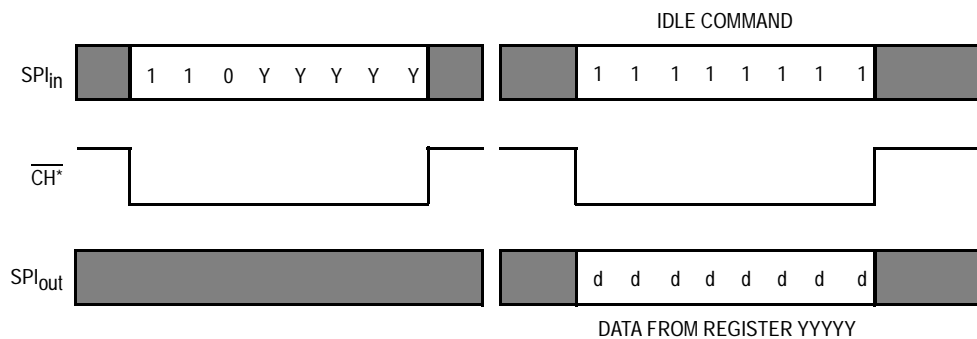 IDLE COMMAND
SPIin 1 1 0 Y Y Y Y Y 1 1 1 1 1 1 1 1
CH*
SPIout d d d d d d d d
DATA FROM REGISTER YYYYY